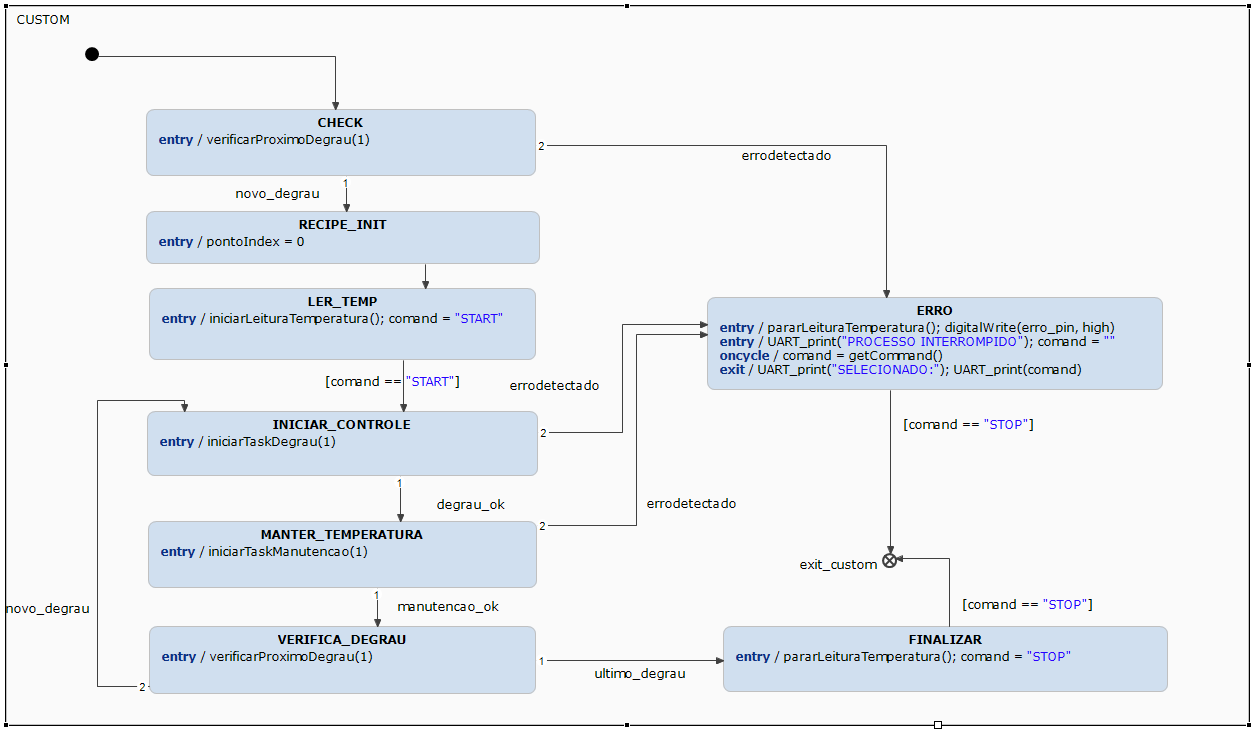 CUSTOM
CHECK
entry / verificarProximoDegrau(1)
2
errodetectado
1
novo_degrau
RECIPE_INIT
entry / pontoIndex = 0
LER_TEMP
entry / iniciarLeituraTemperatura(); comand = "START"
ERRO
entry / pararLeituraTemperatura(); digitalWrite(erro_pin, high)
entry / UART_print("PROCESSO INTERROMPIDO"); comand = ""
oncycle / comand = getCommand()
exit / UART_print("SELECIONADO:"); UART_print(comand)
[comand == "START"]
errodetectado
INICIAR_CONTROLE
entry / iniciarTaskDegrau(1)
2
[comand == "STOP"]
1
degrau_ok
errodetectado
MANTER_TEMPERATURA
entry / iniciarTaskManutencao(1)
2
exit_custom
1
manutencao_ok
novo_degrau
[comand == "STOP"]
VERIFICA_DEGRAU
entry / verificarProximoDegrau(1)
1
ultimo_degrau
2
FINALIZAR
entry / pararLeituraTemperatura(); comand = "STOP"